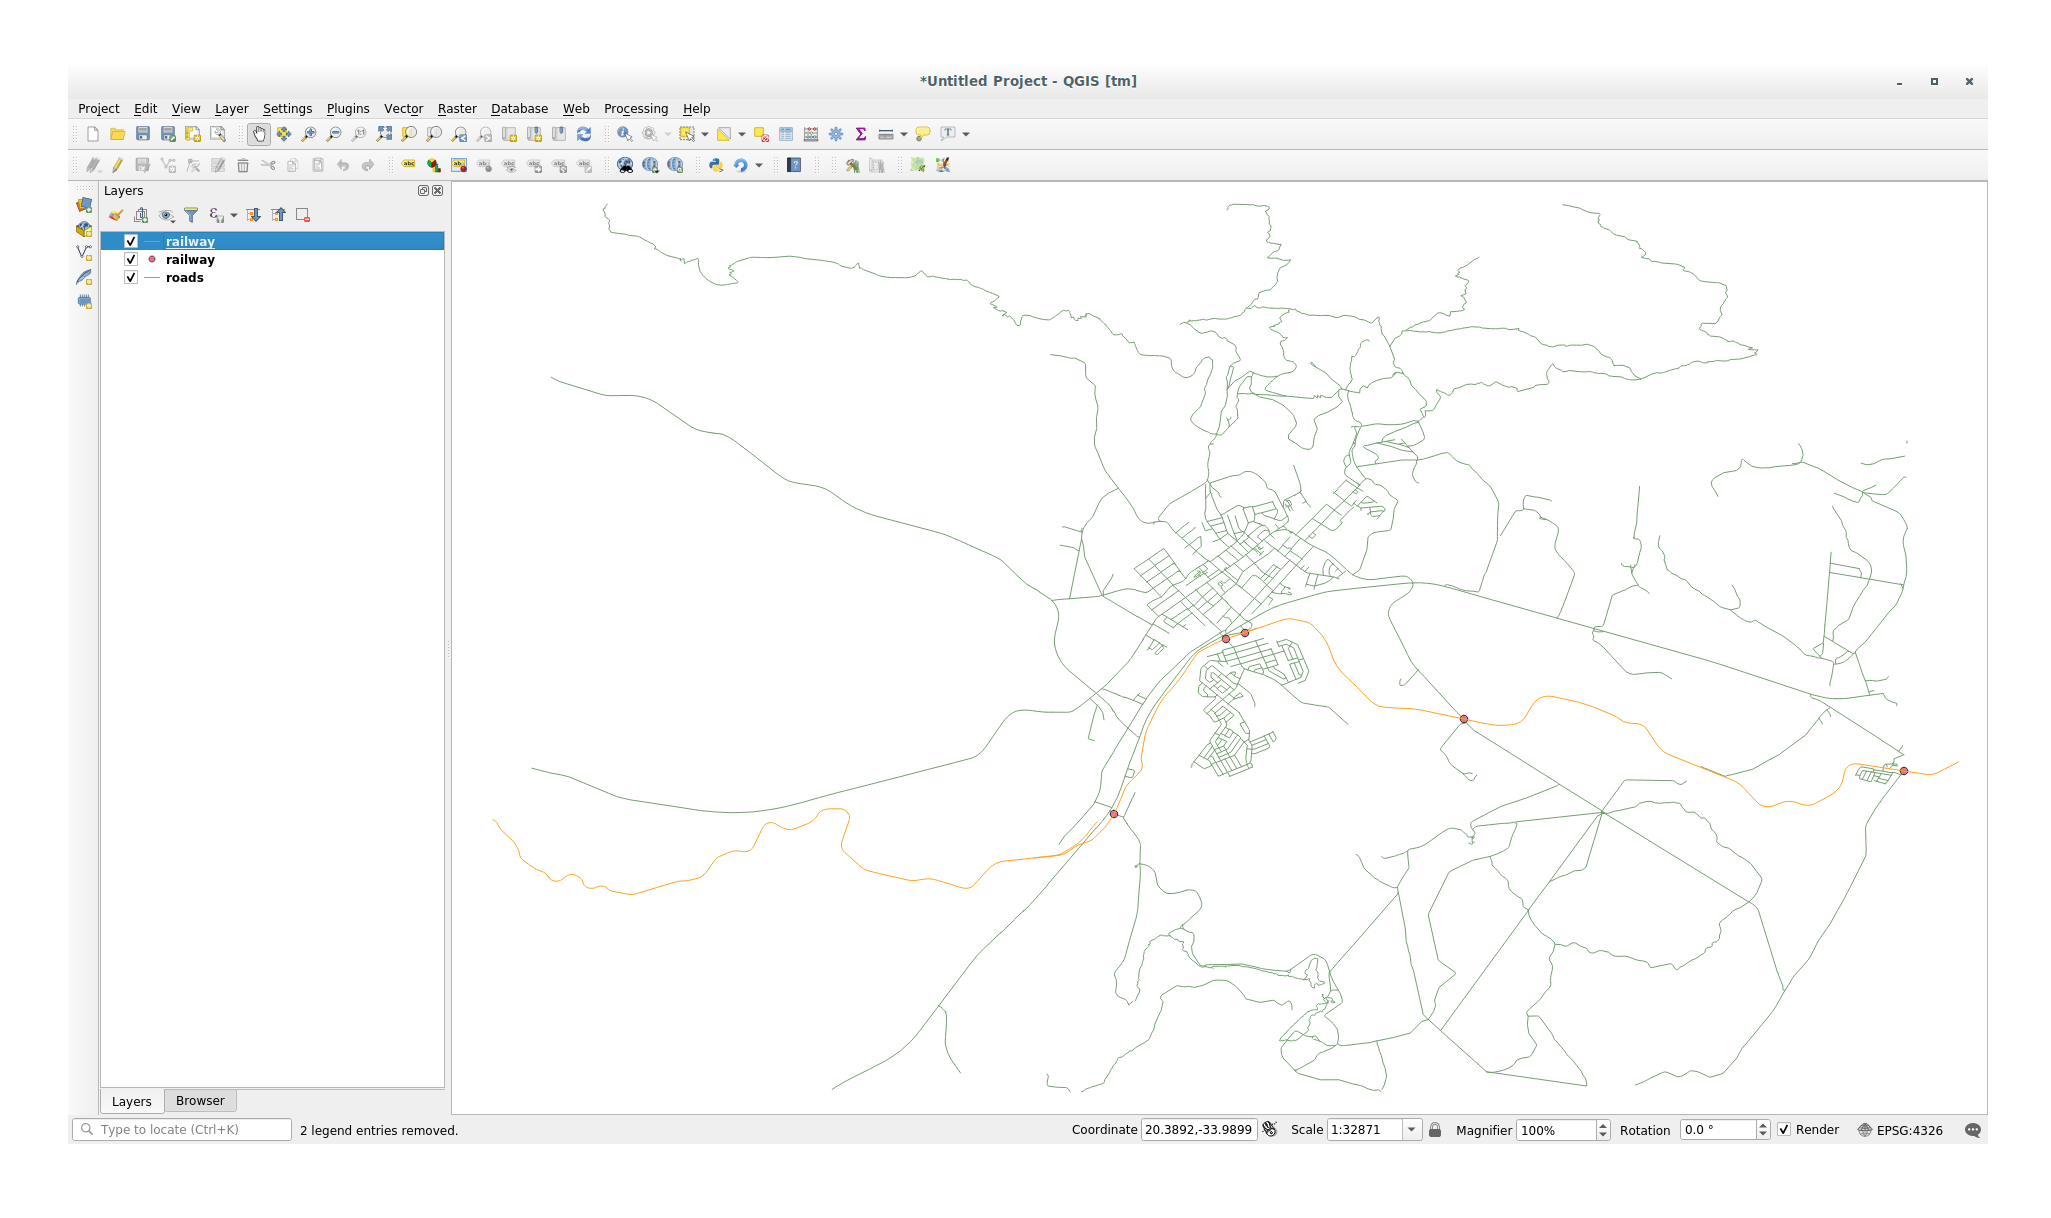 *Untitled Project - QGIS [tm]
Project Edit View Layer Settings Plugins Vector Raster Database Web Processing Help
Layers
railway
railway
roads
Layers Browser
Type to locate (Ctrl+K) 2 legend entries removed. Coordinate 20.3892,-33.9899 Scale 1:32871 Magnifier 100% Rotation 0.0 ° Render EPSG:4326